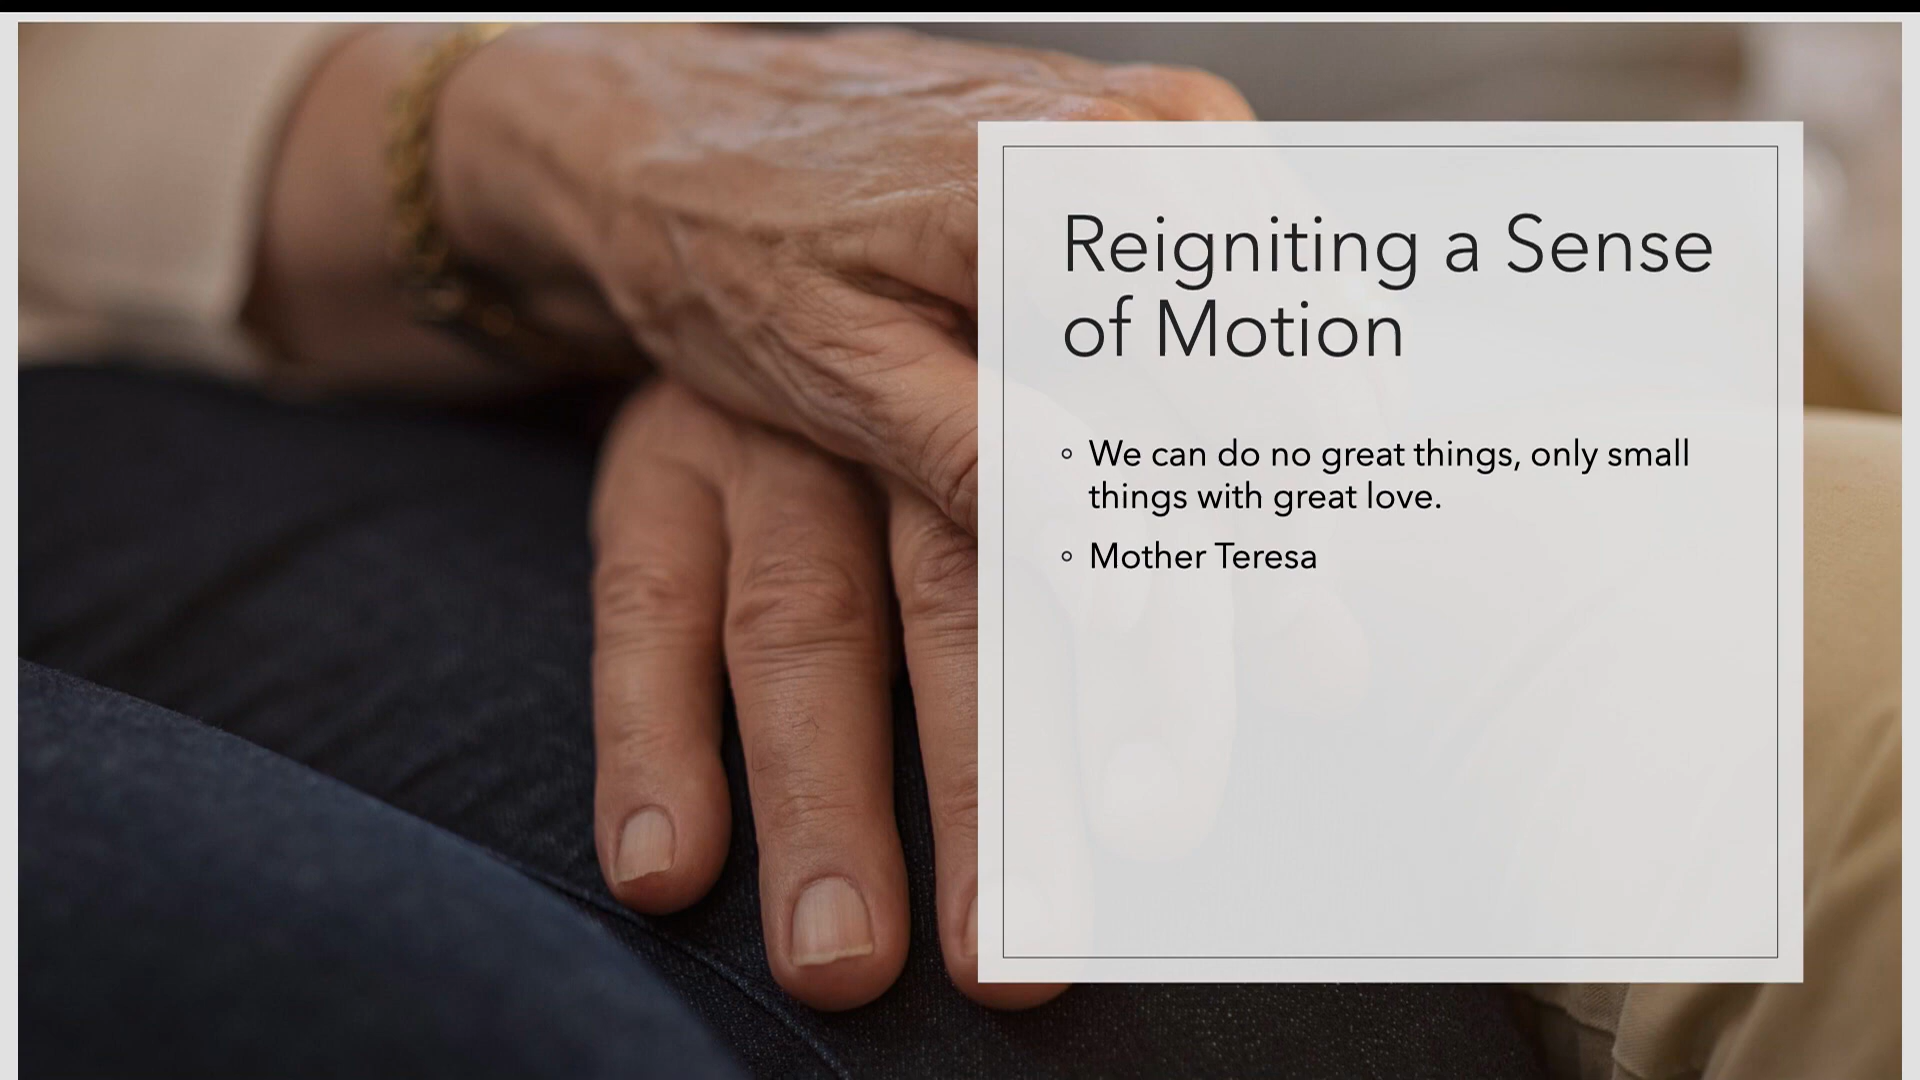 Reigniting a Sense
of Motion
◦ We can do no great things, only small
things with great love.
◦ Mother Teresa